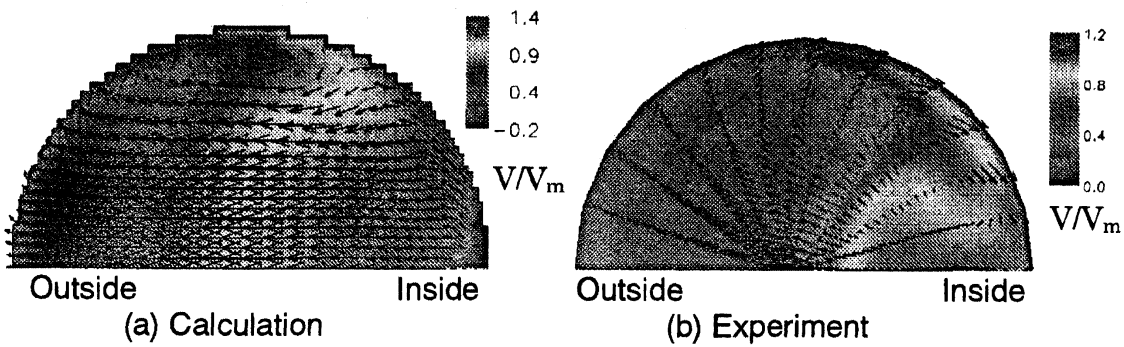 1.4
0.9
0.4
-0.2
V/Vm
Outside
Inside
(a) Calculation
1.2
0.8
0.4
0.0
V/Vm
Outside
Inside
(b) Experiment